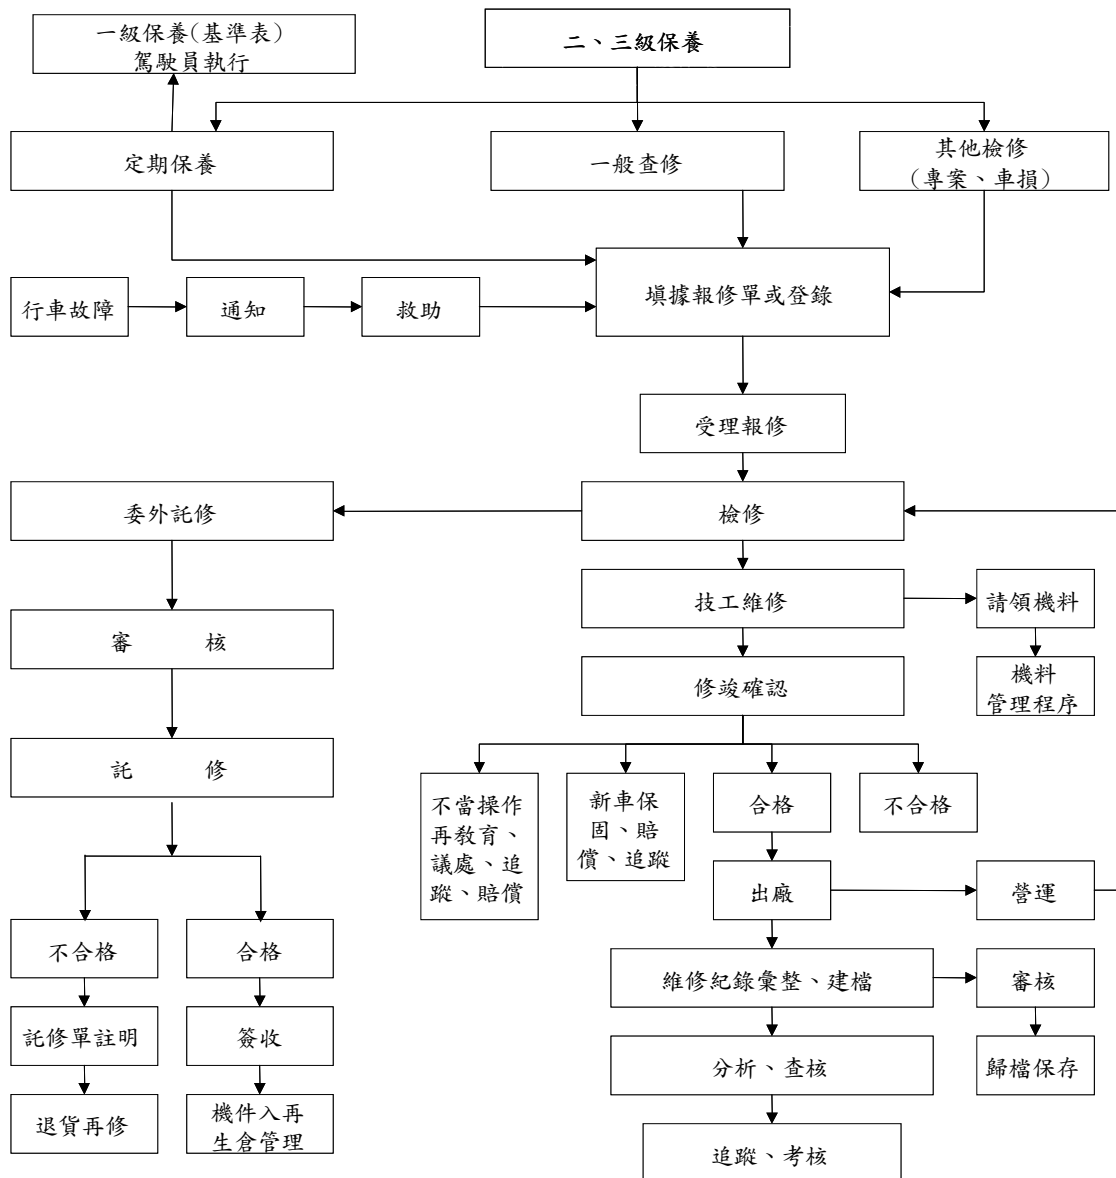 一級保養(基準表)
駕駛員執行
二、三級保養
定期保養
一般查修
其他檢修
(專案、車損)
行車故障
通知
救助
填據報修單或登錄
受理報修
委外託修
檢修
技工維修
請領機料
審 核
修竣確認
機料
管理程序
託 修
不當操作
再教育、
議處、追
蹤、賠償
新車保
固、賠
償、追蹤
合格
不合格
出廠
營運
不合格
合格
維修紀錄彙整、建檔
審核
託修單註明
簽收
分析、查核
歸檔保存
退貨再修
機件入再
生倉管理
追蹤、考核